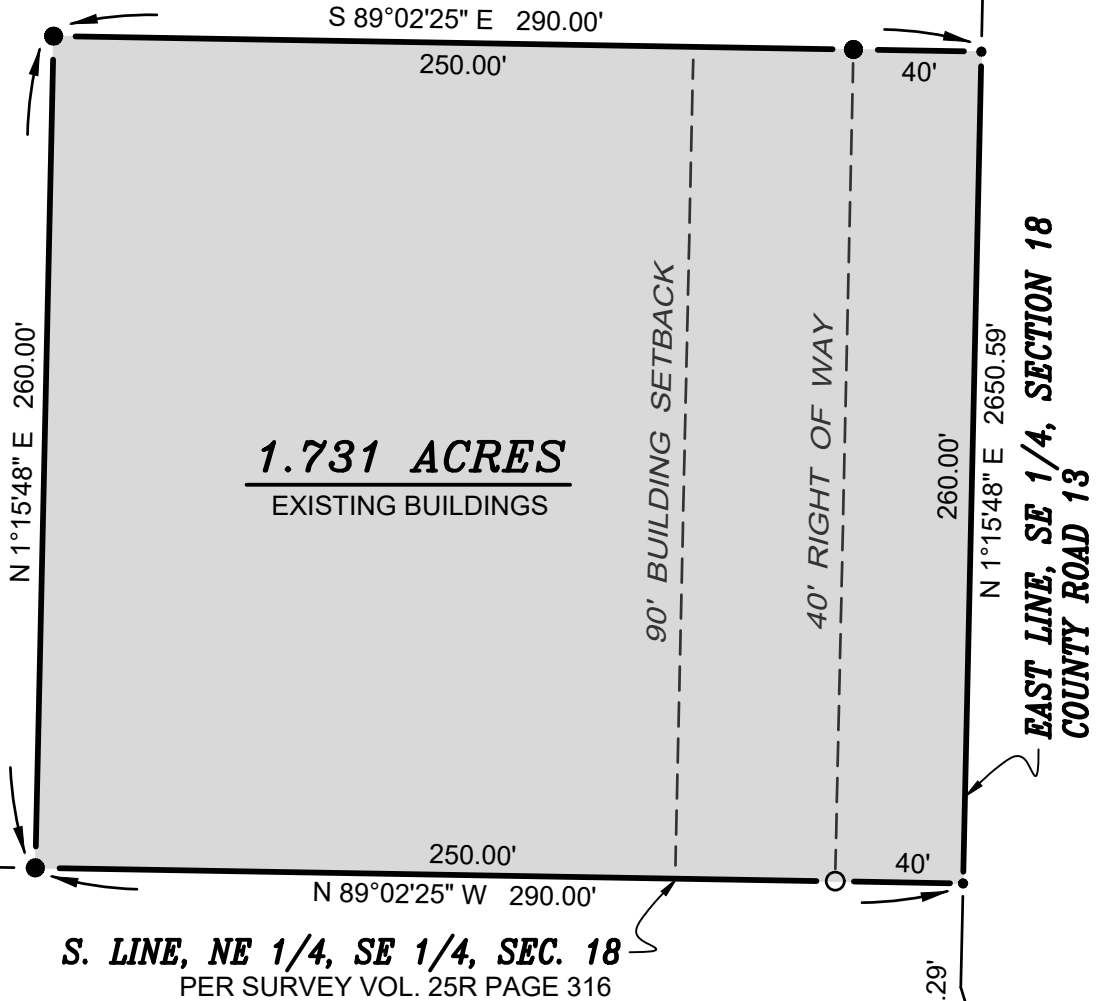 S 89°02'25" E 290.00'
250.00'
40'
N 1°15'48" E 260.00'
1.731 ACRES
EXISTING BUILDINGS
90' BUILDING SETBACK
40' RIGHT OF WAY
260.00'
N 1°15'48" E 2650.59'
EAST LINE, SE 1/4, SECTION 18
COUNTY ROAD 13
250.00'
40'
N 89°02'25" W 290.00'
S. LINE, NE 1/4, SE 1/4, SEC. 18
PER SURVEY VOL. 25R PAGE 316
.29'